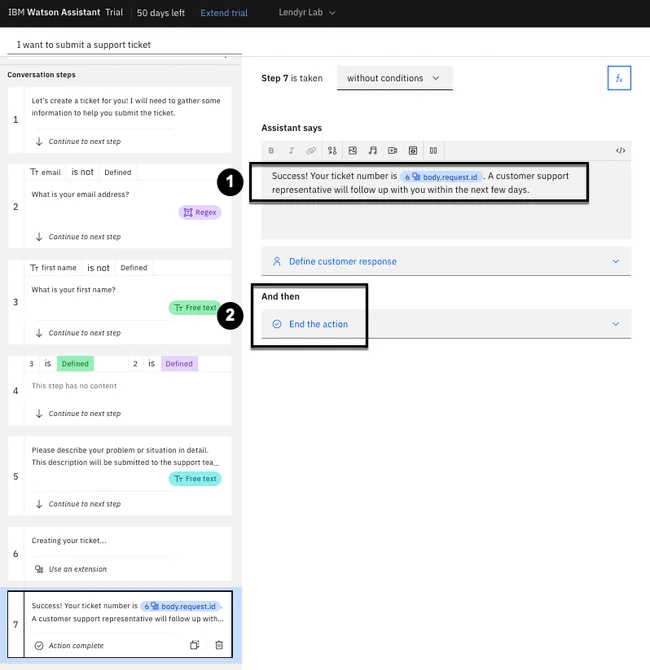 IBM Watson Assistant Trial 50 days left Extend trial Lendyr Lab
I want to submit a support ticket
Conversation steps
1
Let's create a ticket for you! I will need to gather some
information to help you submit the ticket.
Continue to next step
email is not Defined
2
What is your email address?
Regex
Continue to next step
first name is not Defined
3
What is your first name?
Free text
Continue to next step
3 is Defined 2 is Defined
4
This step has no content
Continue to next step
5
Please describe your problem or situation in detail.
This description will be submitted to the support tea...
Free text
Continue to next step
6
Creating your ticket...
Use an extension
7
Success! Your ticket number is 6 body.request.id .
A customer support representative will follow up with...
Action complete
Step 7 is taken without conditions
fx
Assistant says
B I </>
1
Success! Your ticket number is 6 body.request.id . A customer support
representative will follow up with you within the next few days.
Define customer response
2
And then
End the action